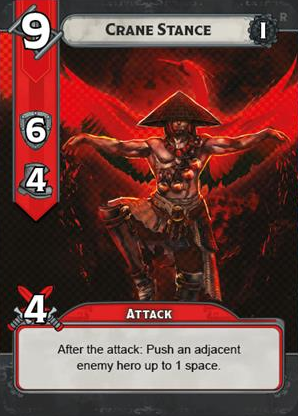 9
CRANE STANCE
I
R
6
4
4
ATTACK
After the attack: Push an adjacent
enemy hero up to 1 space.